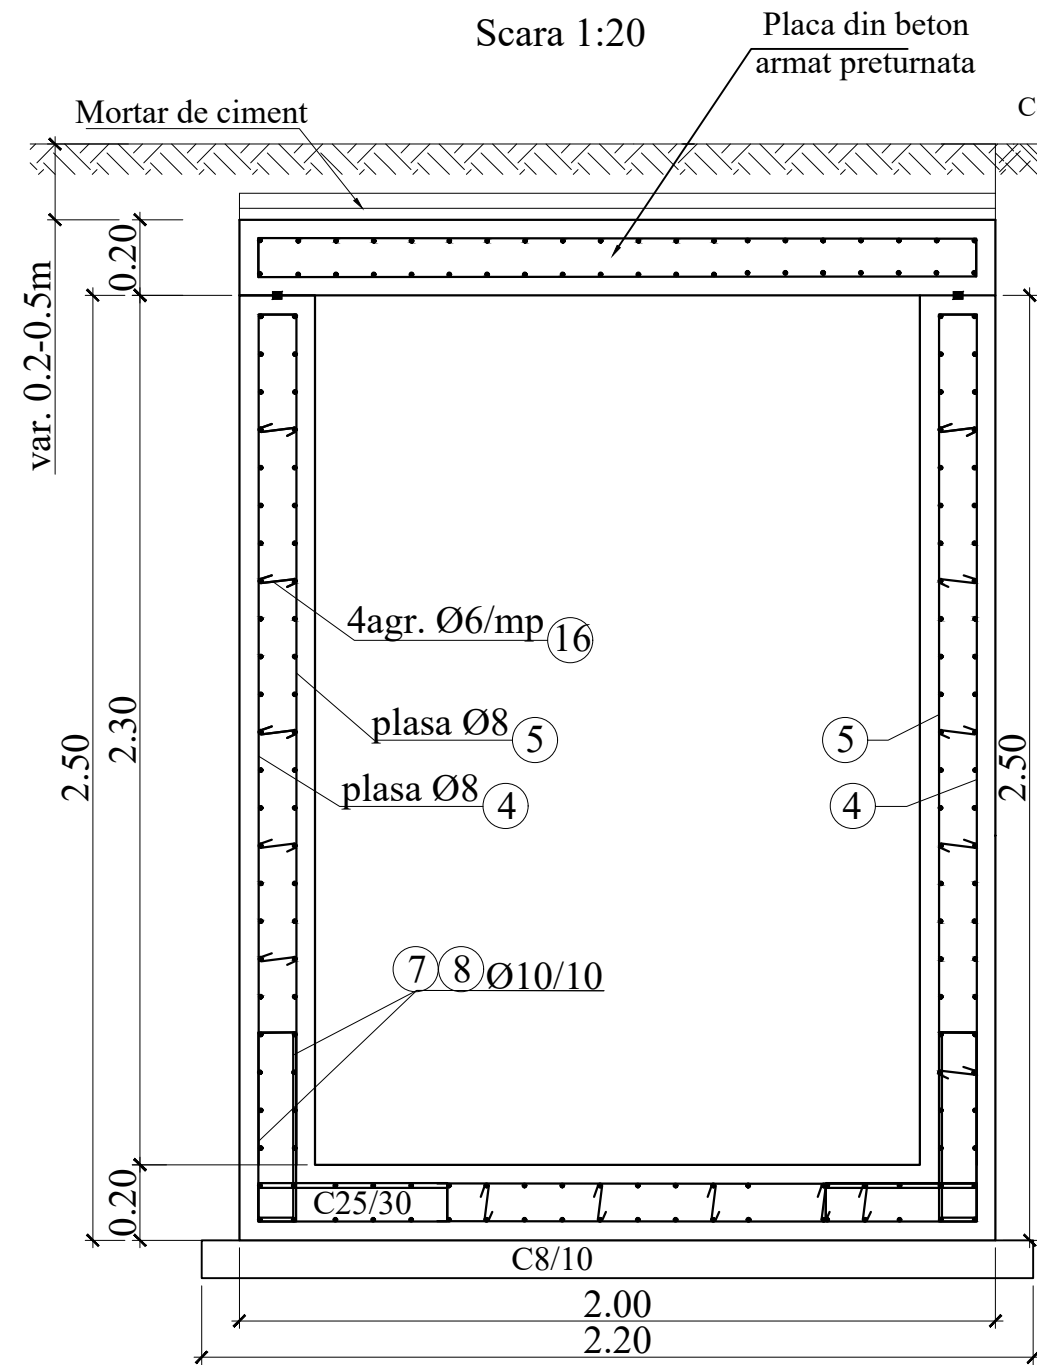 Scara 1:20
Placa din beton
armat preturnata
Mortar de ciment
C
0.20
var. 0.2-0.5m
4agr. Ø6/mp 16
plasa Ø8 5
plasa Ø8 4
5
4
2.50
2.30
2.50
7 8 Ø10/10
0.20
C25/30
C8/10
2.00
2.20